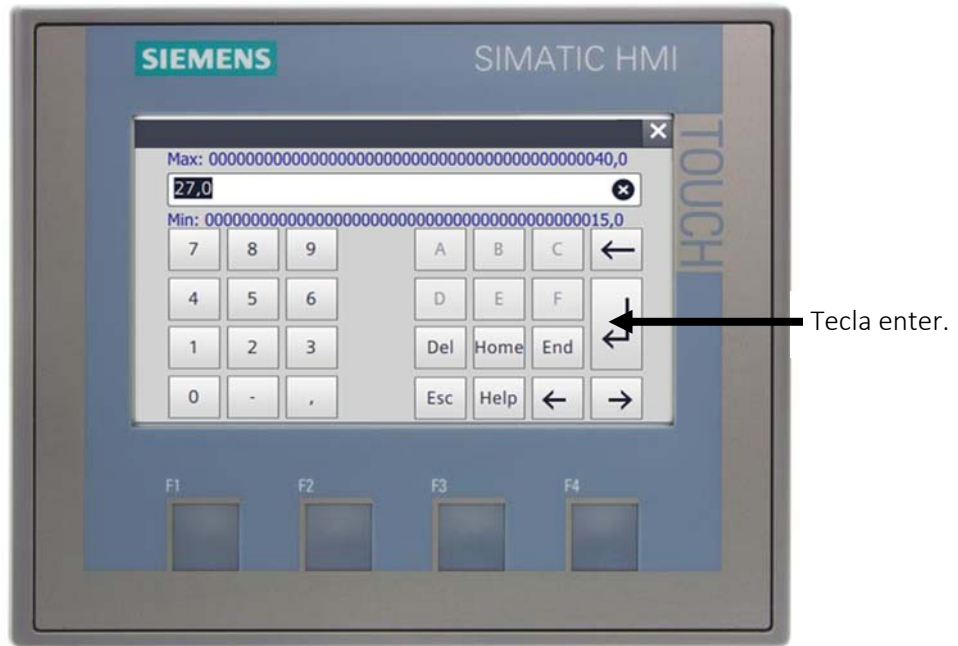 SIEMENS
SIMATIC HMI
TOUCH
Max: 00000000000000000000000000000000000000000040,0
27,0
Min: 00000000000000000000000000000000000000000015,0
7 8 9 A B C ←
4 5 6 D E F ↵
1 2 3 Del Home End
0 - , Esc Help ← →
Tecla enter.
F1 F2 F3 F4